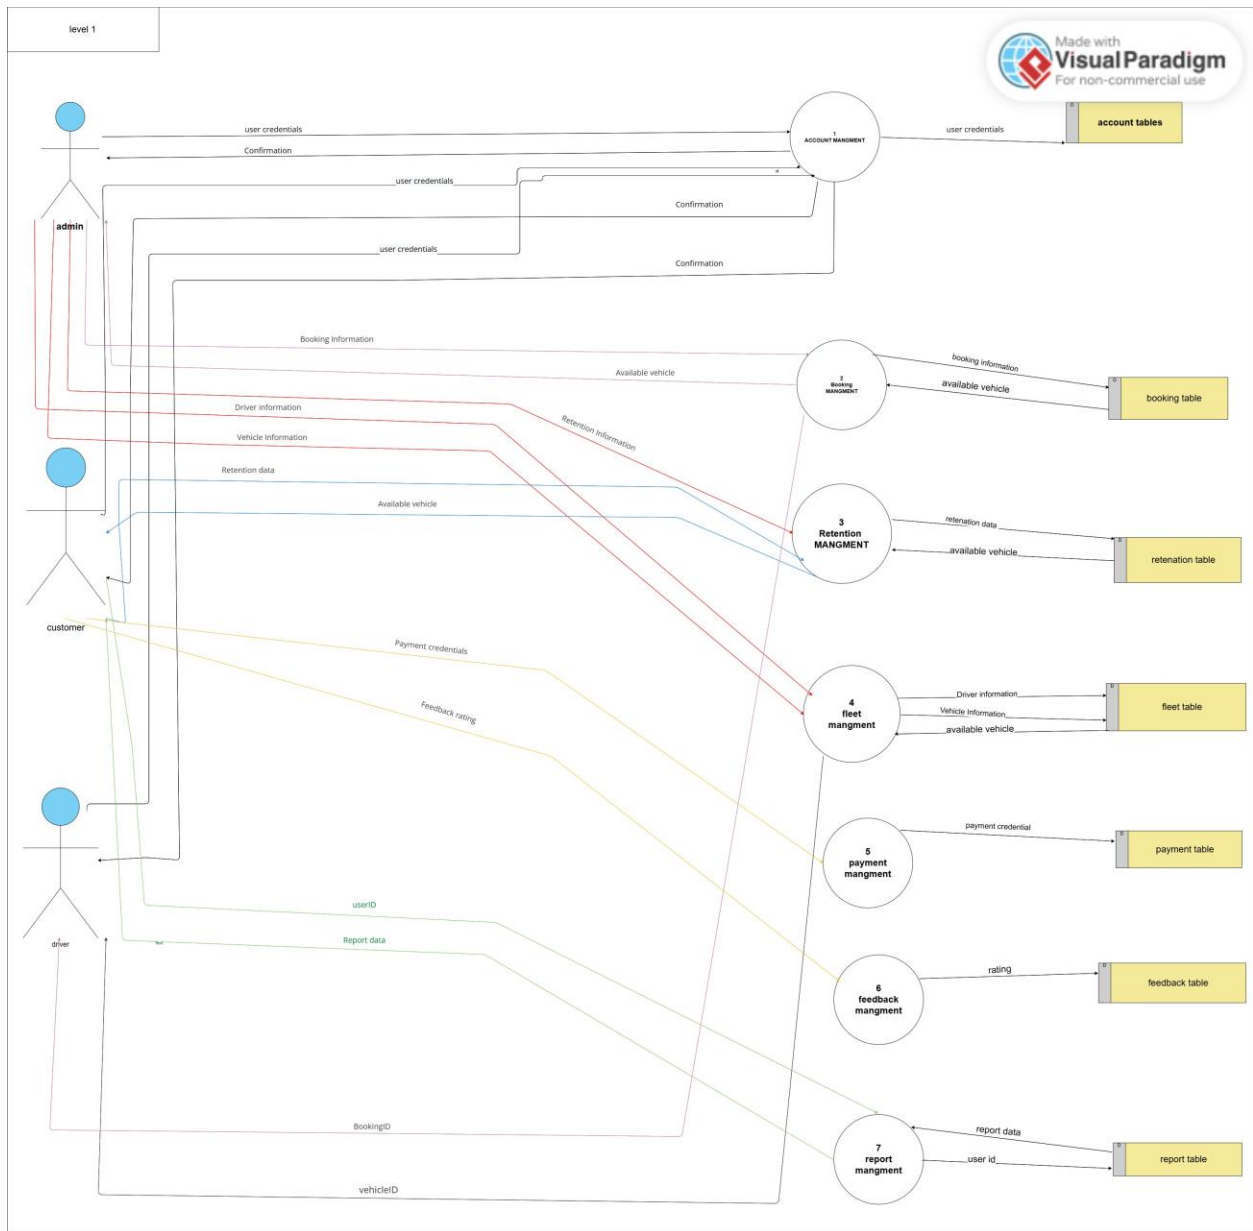 level 1
Made with
Visual Paradigm
For non-commercial use
admin
customer
driver
user credentials
Confirmation
user credentials
Confirmation
user credentials
Confirmation
1
ACCOUNT MANGMENT
user credentials
D
account tables
Booking Information
Available vehicle
2
Booking
MANGMENT
booking information
available vehicle
D
booking table
Driver information
Vehicle Information
Retention Information
Retention data
Available vehicle
3
Retention
MANGMENT
retenation data
available vehicle
D
retenation table
Payment credentials
Feedback rating
4
fleet
mangment
Driver information
Vehicle Information
available vehicle
D
fleet table
5
payment
mangment
payment credential
D
payment table
userID
Report data
6
feedback
mangment
rating
D
feedback table
BookingID
vehicleID
7
report
mangment
report data
user id
D
report table